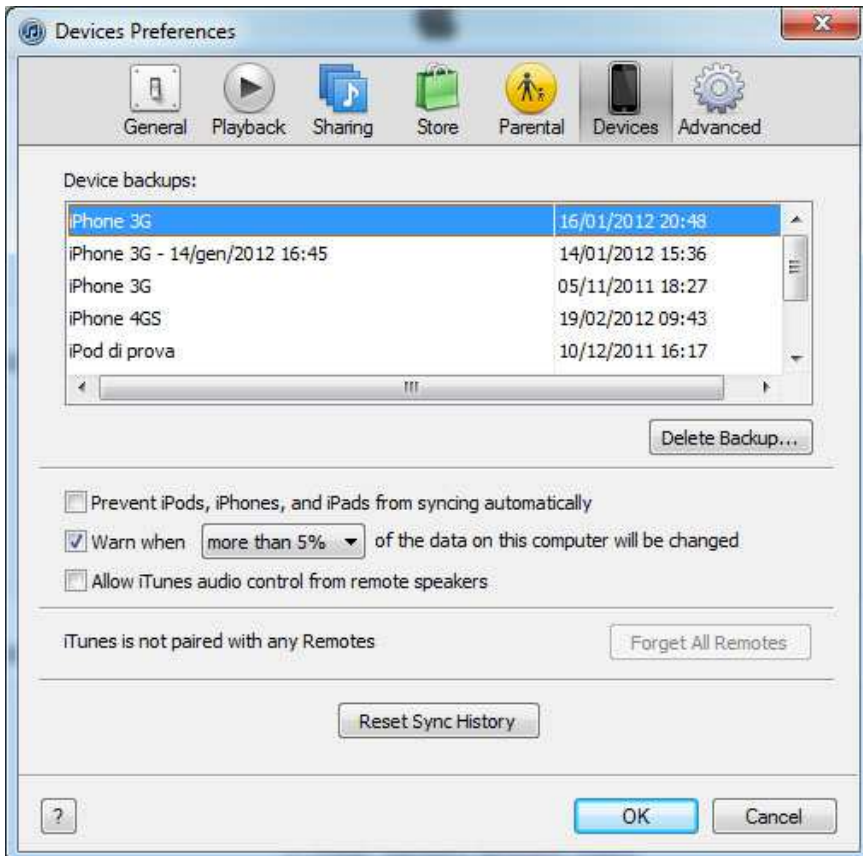 Devices Preferences
General Playback Sharing Store Parental Devices Advanced
Device backups:
iPhone 3G 16/01/2012 20:48
iPhone 3G - 14/gen/2012 16:45 14/01/2012 15:36
iPhone 3G 05/11/2011 18:27
iPhone 4GS 19/02/2012 09:43
iPod di prova 10/12/2011 16:17
Delete Backup...
Prevent iPods, iPhones, and iPads from syncing automatically
Warn when more than 5% of the data on this computer will be changed
Allow iTunes audio control from remote speakers
iTunes is not paired with any Remotes Forget All Remotes
Reset Sync History
? OK Cancel